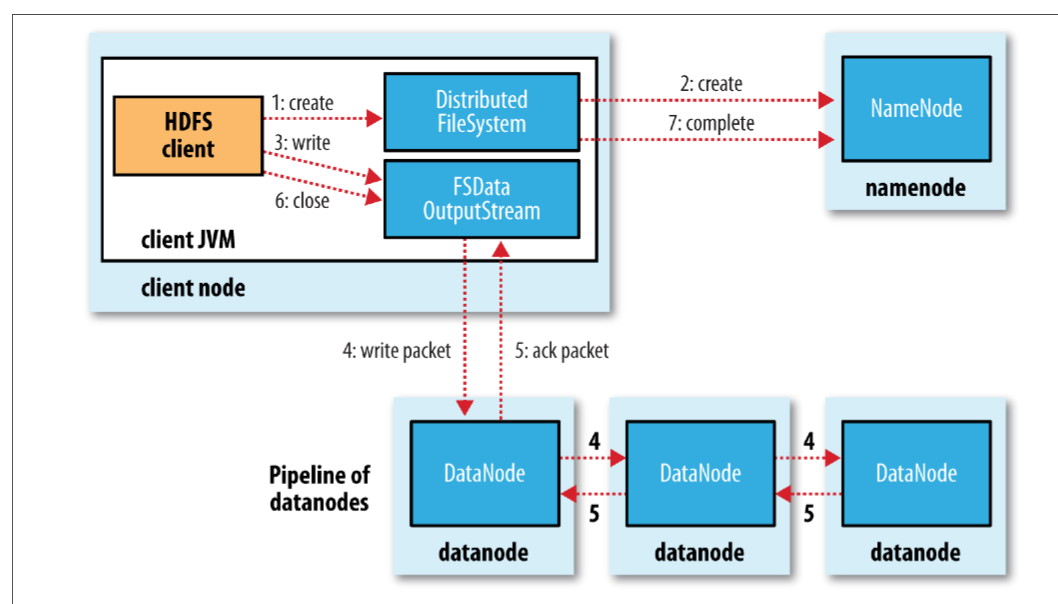 1: create
Distributed
FileSystem
2: create
NameNode
HDFS
client
3: write
7: complete
FSData
OutputStream
6: close
namenode
client JVM
client node
4: write packet
5: ack packet
Pipeline of
datanodes
DataNode
4
5
DataNode
4
5
DataNode
datanode
datanode
datanode